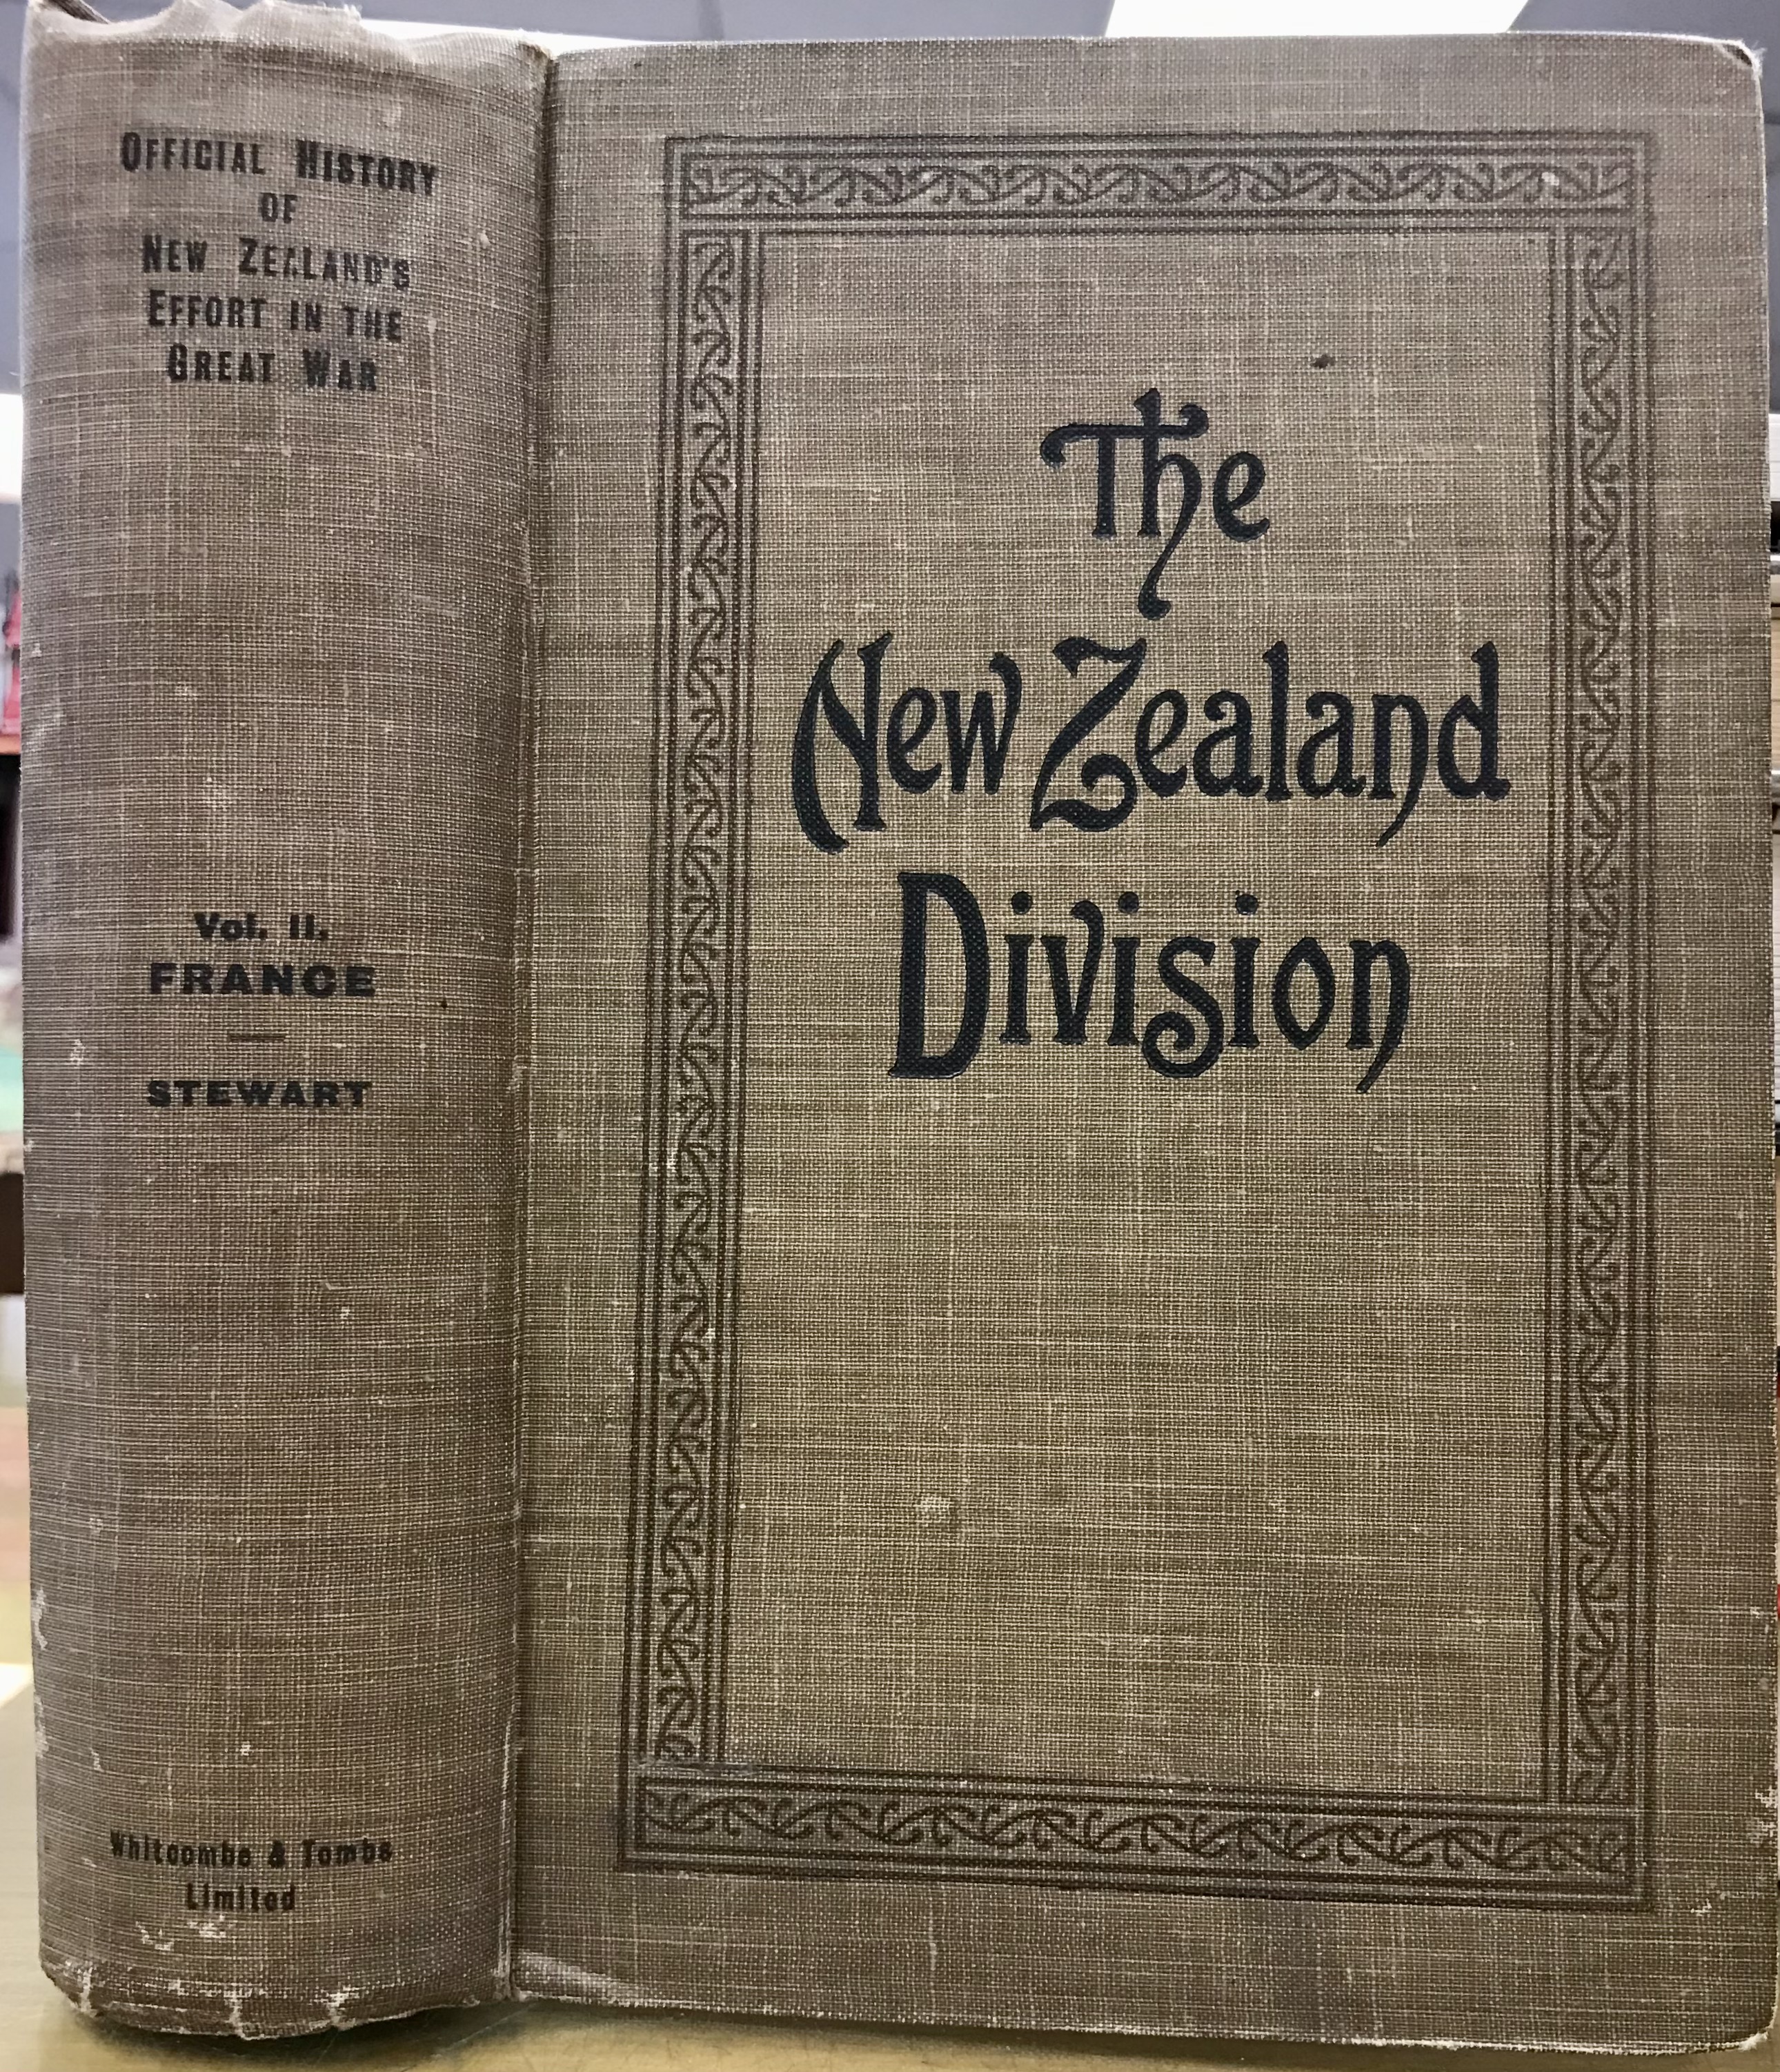 OFFICIAL HISTORY
OF
NEW ZEALAND'S
EFFORT IN THE
GREAT WAR
Vol. II.
FRANCE
STEWART
Whitcombe & Tombs
Limited
The
New Zealand
Division